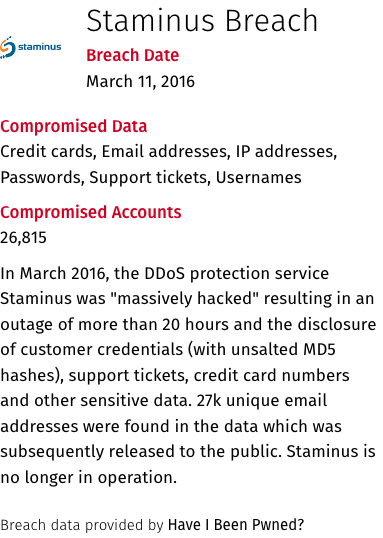 Staminus Breach
staminus
Breach Date
March 11, 2016
Compromised Data
Credit cards, Email addresses, IP addresses,
Passwords, Support tickets, Usernames
Compromised Accounts
26,815
In March 2016, the DDoS protection service
Staminus was "massively hacked" resulting in an
outage of more than 20 hours and the disclosure
of customer credentials (with unsalted MD5
hashes), support tickets, credit card numbers
and other sensitive data. 27k unique email
addresses were found in the data which was
subsequently released to the public. Staminus is
no longer in operation.
Breach data provided by Have I Been Pwned?